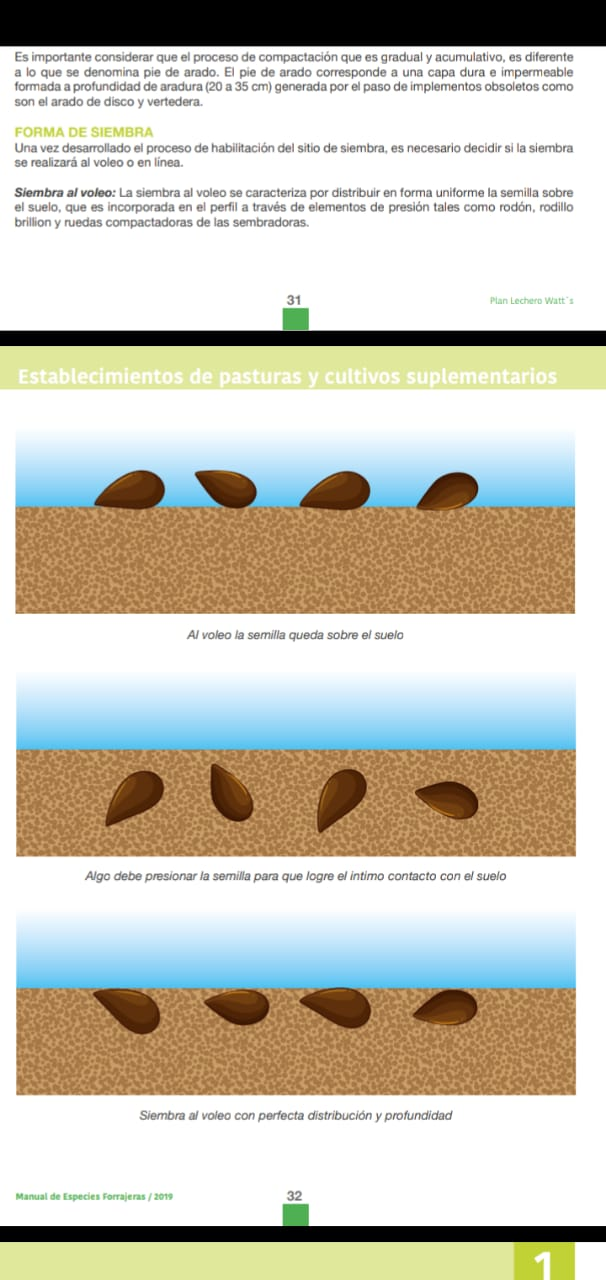 Es importante considerar que el proceso de compactación que es gradual y acumulativo, es diferente
a lo que se denomina pie de arado. El pie de arado corresponde a una capa dura e impermeable
formada a profundidad de aradura (20 a 35 cm) generada por el paso de implementos obsoletos como
son el arado de disco y vertedera.
FORMA DE SIEMBRA
Una vez desarrollado el proceso de habilitación del sitio de siembra, es necesario decidir si la siembra
se realizará al voleo o en línea.
Siembra al voleo: La siembra al voleo se caracteriza por distribuir en forma uniforme la semilla sobre
el suelo, que es incorporada en el perfil a través de elementos de presión tales como rodón, rodillo
brillion y ruedas compactadoras de las sembradoras.
31
Plan Lechero Watt`s
Establecimientos de pasturas y cultivos suplementarios
Al voleo la semilla queda sobre el suelo
Algo debe presionar la semilla para que logre el intimo contacto con el suelo
Siembra al voleo con perfecta distribución y profundidad
Manual de Especies Forrajeras / 2019
32
1